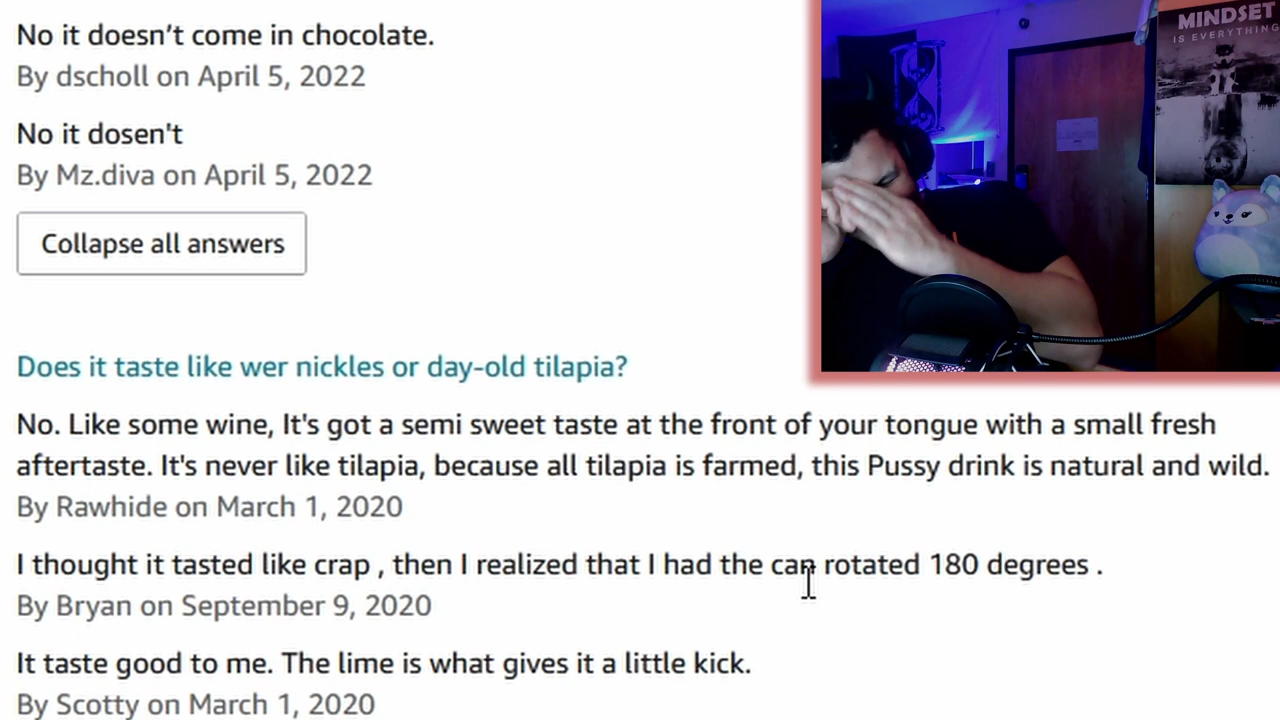 No it doesn't come in chocolate.
By dscholl on April 5, 2022
No it dosen't
By Mz.diva on April 5, 2022
Collapse all answers
Does it taste like wer nickles or day-old tilapia?
No. Like some wine, It's got a semi sweet taste at the front of your tongue with a small fresh
aftertaste. It's never like tilapia, because all tilapia is farmed, this Pussy drink is natural and wild.
By Rawhide on March 1, 2020
I thought it tasted like crap , then I realized that I had the can rotated 180 degrees .
By Bryan on September 9, 2020
It taste good to me. The lime is what gives it a little kick.
By Scotty on March 1, 2020
MINDSET
IS EVERYTHING